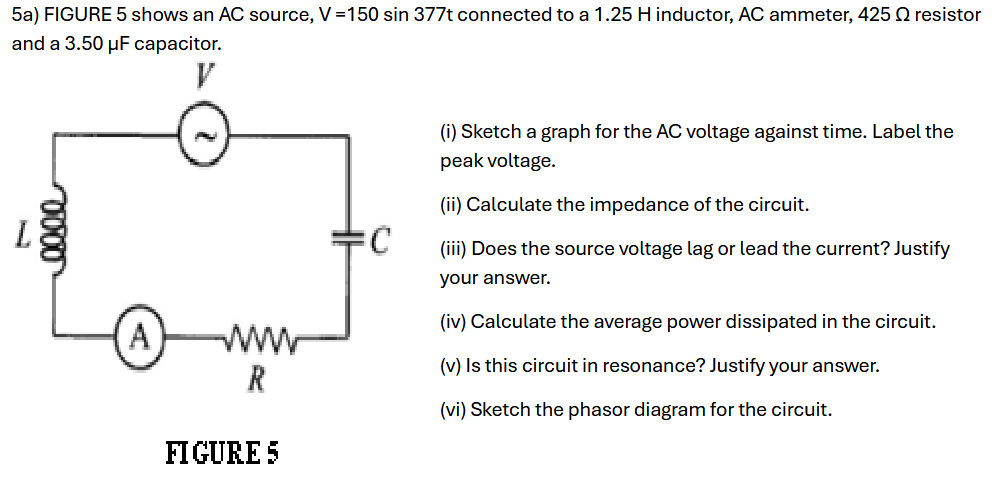 5a) FIGURE 5 shows an AC source, V =150 sin 377t connected to a 1.25 H inductor, AC ammeter, 425 Ω resistor
and a 3.50 µF capacitor.
V
~
(i) Sketch a graph for the AC voltage against time. Label the
peak voltage.
(ii) Calculate the impedance of the circuit.
L
C
(iii) Does the source voltage lag or lead the current? Justify
your answer.
(iv) Calculate the average power dissipated in the circuit.
A
R
(v) Is this circuit in resonance? Justify your answer.
(vi) Sketch the phasor diagram for the circuit.
FIGURE 5